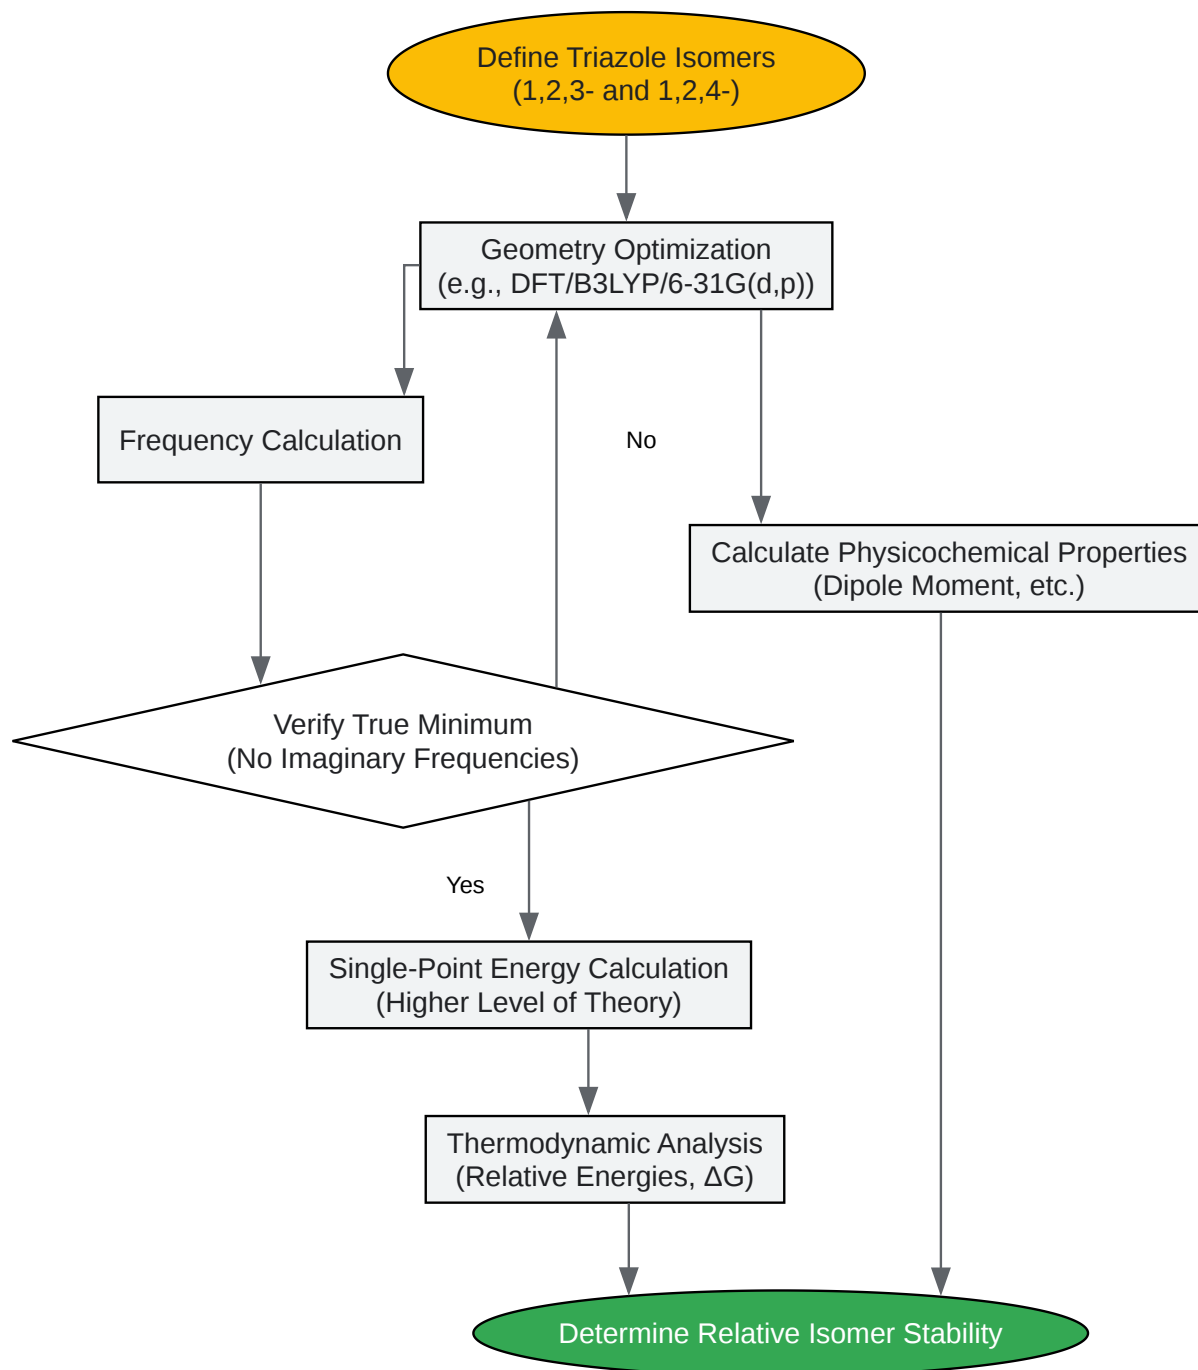 Define Triazole Isomers
(1,2,3- and 1,2,4-)
Geometry Optimization
(e.g., DFT/B3LYP/6-31G(d,p))
Frequency Calculation
No
Calculate Physicochemical Properties
(Dipole Moment, etc.)
Verify True Minimum
(No Imaginary Frequencies)
Yes
Single-Point Energy Calculation
(Higher Level of Theory)
Thermodynamic Analysis
(Relative Energies, ΔG)
Determine Relative Isomer Stability